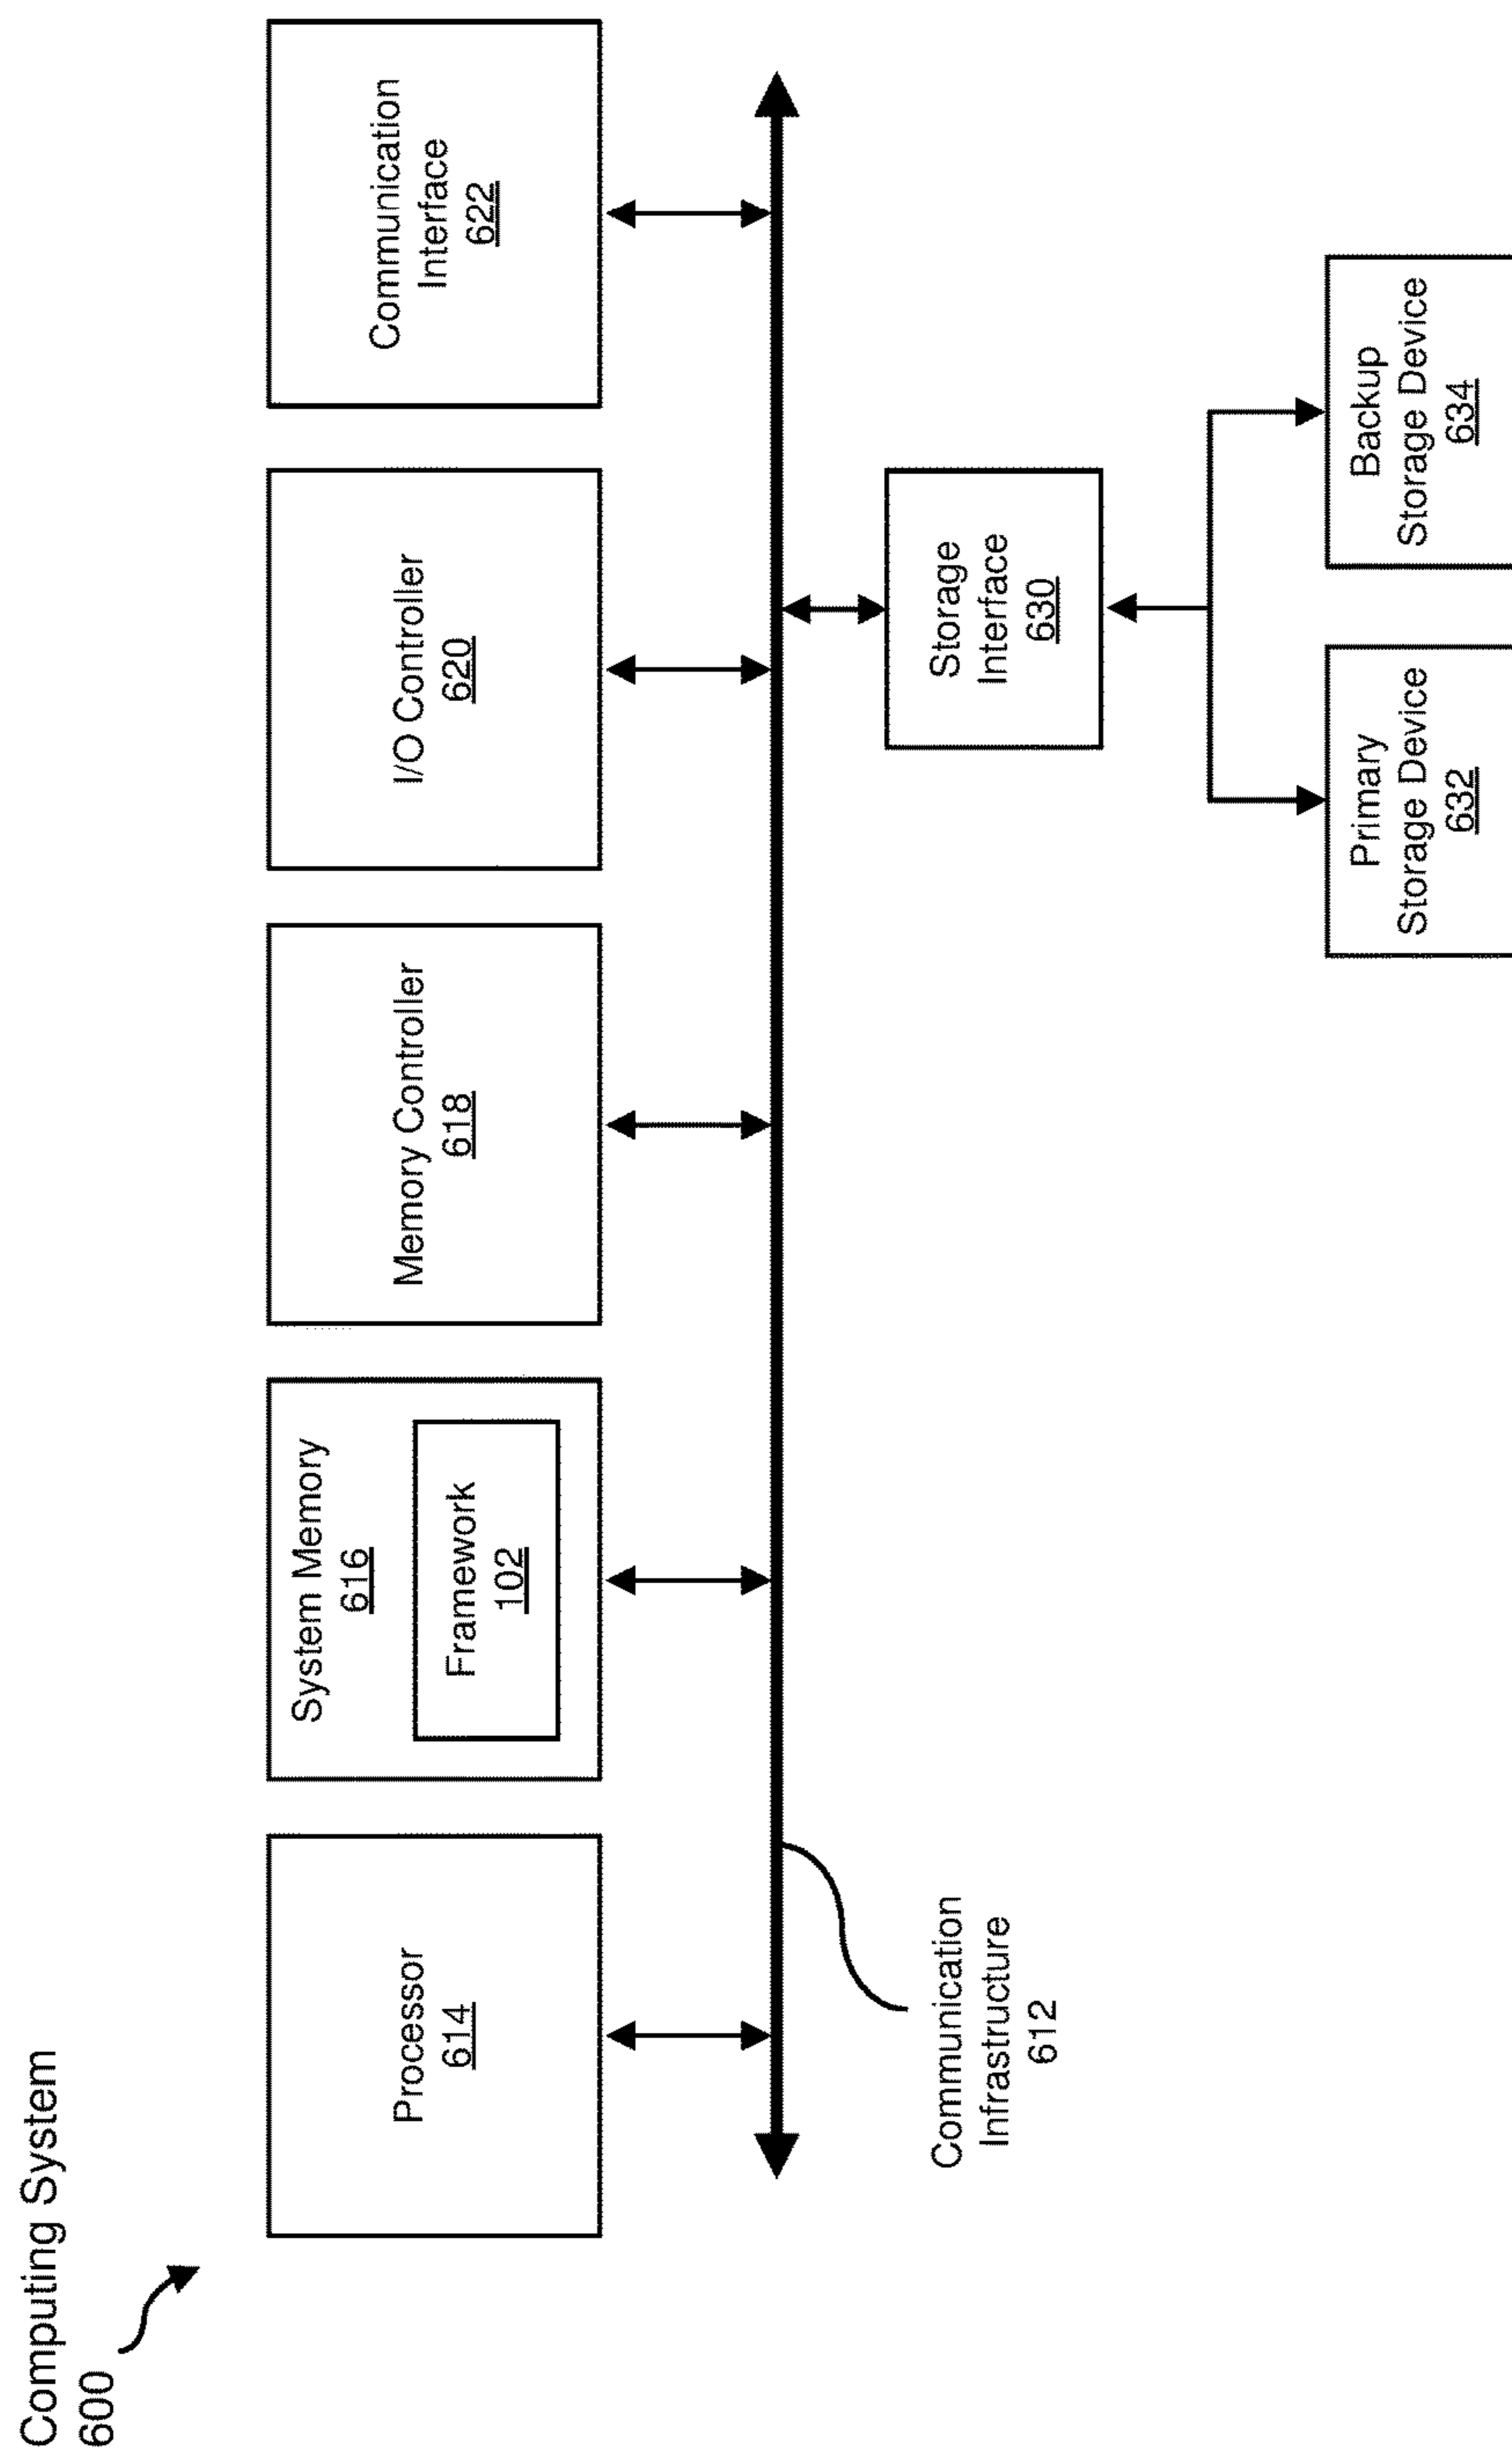 Computing System
600
Processor
614
System Memory
616
Framework
102
Memory Controller
618
I/O Controller
620
Communication
Interface
622
Communication
Infrastructure
612
Storage
Interface
630
Primary
Storage Device
632
Backup
Storage Device
634